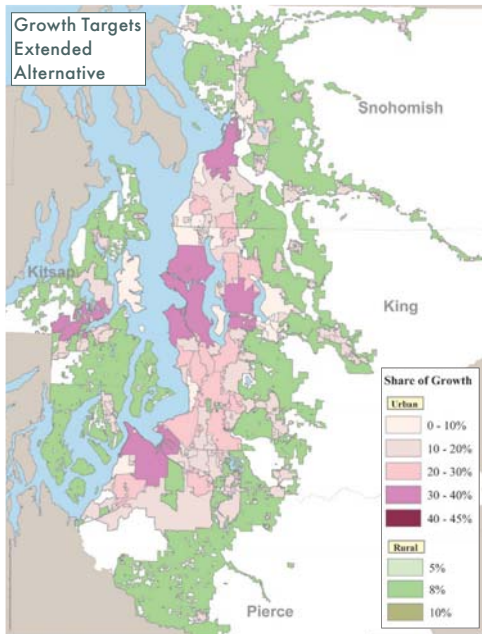 Growth Targets
Extended
Alternative
Snohomish
Kitsap
King
Share of Growth
Urban
0 - 10%
10 - 20%
20 - 30%
30 - 40%
40 - 45%
Rural
5%
8%
10%
Pierce